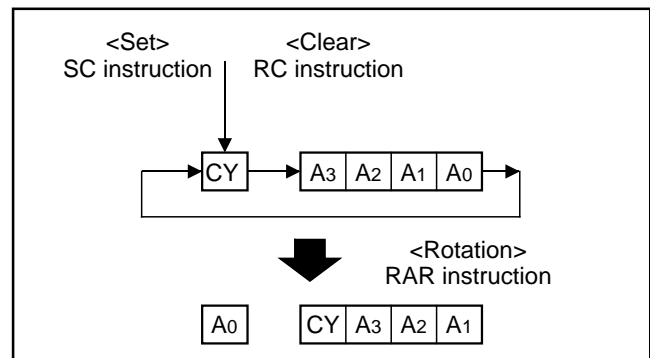 <Set> <Clear>
SC instruction RC instruction
CY A3 A2 A1 A0
<Rotation>
RAR instruction
A0 CY A3 A2 A1